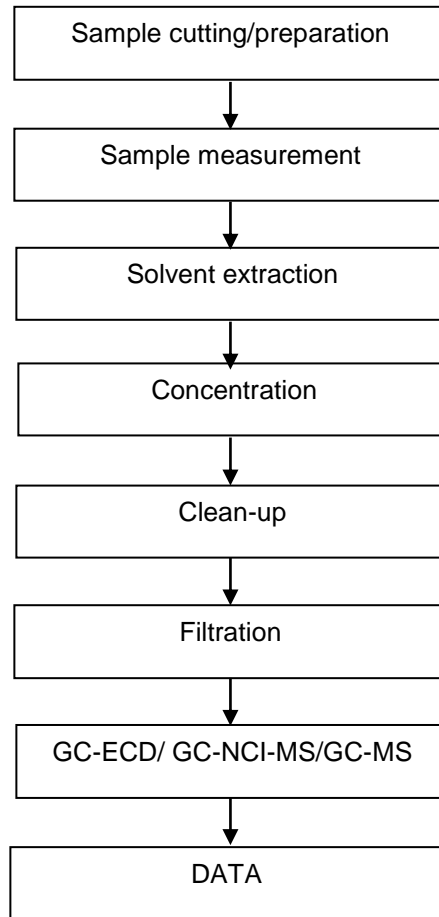 Sample cutting/preparation
Sample measurement
Solvent extraction
Concentration
Clean-up
Filtration
GC-ECD/ GC-NCI-MS/GC-MS
DATA